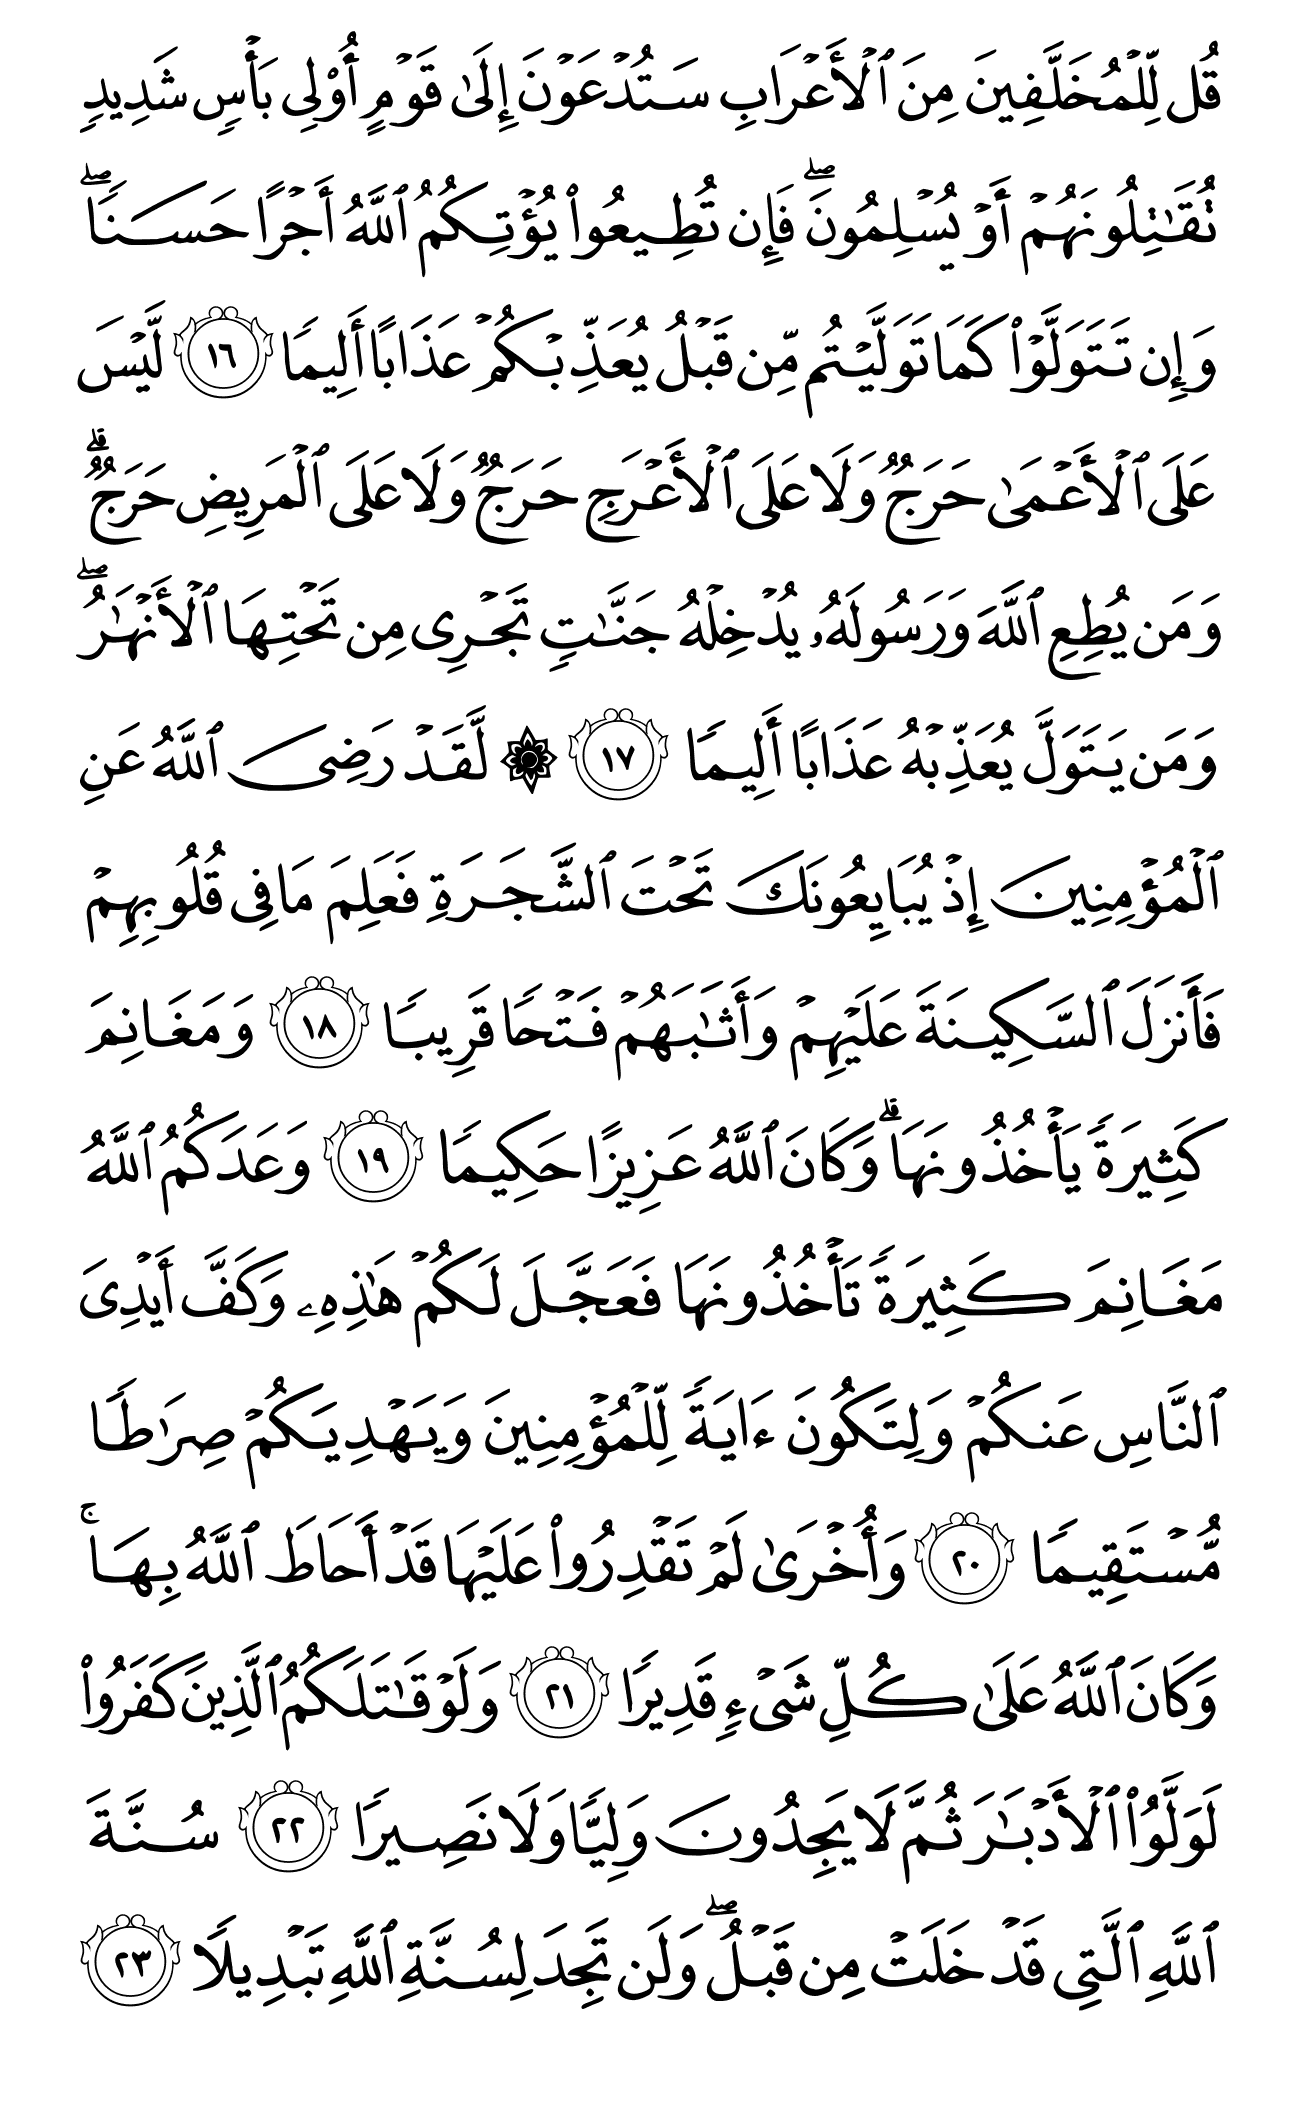 قُل لِّلْمُخَلَّفِينَ مِنَ ٱلْأَعْرَابِ سَتُدْعَوْنَ إِلَىٰ قَوْمٍ أُو۟لِى بَأْسٍ شَدِيدٍ
تُقَـٰتِلُونَهُمْ أَوْ يُسْلِمُونَ ۖ فَإِن تُطِيعُوا۟ يُؤْتِكُمُ ٱللَّهُ أَجْرًا حَسَنًا ۖ
وَإِن تَتَوَلَّوْا۟ كَمَا تَوَلَّيْتُم مِّن قَبْلُ يُعَذِّبْكُمْ عَذَابًا أَلِيمًا ١٦ لَّيْسَ
عَلَى ٱلْأَعْمَىٰ حَرَجٌ وَلَا عَلَى ٱلْأَعْرَجِ حَرَجٌ وَلَا عَلَى ٱلْمَرِيضِ حَرَجٌ ۗ
وَمَن يُطِعِ ٱللَّهَ وَرَسُولَهُۥ يُدْخِلْهُ جَنَّـٰتٍ تَجْرِى مِن تَحْتِهَا ٱلْأَنْهَـٰرُ ۖ
وَمَن يَتَوَلَّ يُعَذِّبْهُ عَذَابًا أَلِيمًا ١٧ ۞ لَّقَدْ رَضِىَ ٱللَّهُ عَنِ
ٱلْمُؤْمِنِينَ إِذْ يُبَايِعُونَكَ تَحْتَ ٱلشَّجَرَةِ فَعَلِمَ مَا فِى قُلُوبِهِمْ
فَأَنزَلَ ٱلسَّكِينَةَ عَلَيْهِمْ وَأَثَـٰبَهُمْ فَتْحًا قَرِيبًا ١٨ وَمَغَانِمَ
كَثِيرَةً يَأْخُذُونَهَا ۗ وَكَانَ ٱللَّهُ عَزِيزًا حَكِيمًا ١٩ وَعَدَكُمُ ٱللَّهُ
مَغَانِمَ كَثِيرَةً تَأْخُذُونَهَا فَعَجَّلَ لَكُمْ هَـٰذِهِۦ وَكَفَّ أَيْدِىَ
ٱلنَّاسِ عَنكُمْ وَلِتَكُونَ ءَايَةً لِّلْمُؤْمِنِينَ وَيَهْدِيَكُمْ صِرَٰطًا
مُّسْتَقِيمًا ٢٠ وَأُخْرَىٰ لَمْ تَقْدِرُوا۟ عَلَيْهَا قَدْ أَحَاطَ ٱللَّهُ بِهَا ۚ
وَكَانَ ٱللَّهُ عَلَىٰ كُلِّ شَىْءٍ قَدِيرًا ٢١ وَلَوْ قَـٰتَلَكُمُ ٱلَّذِينَ كَفَرُوا۟
لَوَلَّوُا۟ ٱلْأَدْبَـٰرَ ثُمَّ لَا يَجِدُونَ وَلِيًّا وَلَا نَصِيرًا ٢٢ سُنَّةَ
ٱللَّهِ ٱلَّتِى قَدْ خَلَتْ مِن قَبْلُ ۖ وَلَن تَجِدَ لِسُنَّةِ ٱللَّهِ تَبْدِيلًا ٢٣